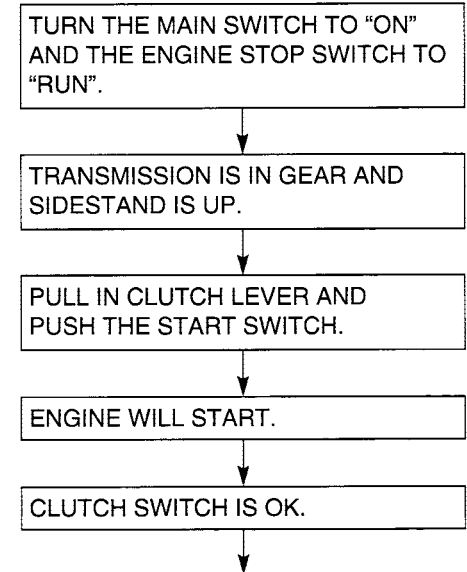 TURN THE MAIN SWITCH TO “ON”
AND THE ENGINE STOP SWITCH TO
“RUN”.
TRANSMISSION IS IN GEAR AND
SIDESTAND IS UP.
PULL IN CLUTCH LEVER AND
PUSH THE START SWITCH.
ENGINE WILL START.
CLUTCH SWITCH IS OK.